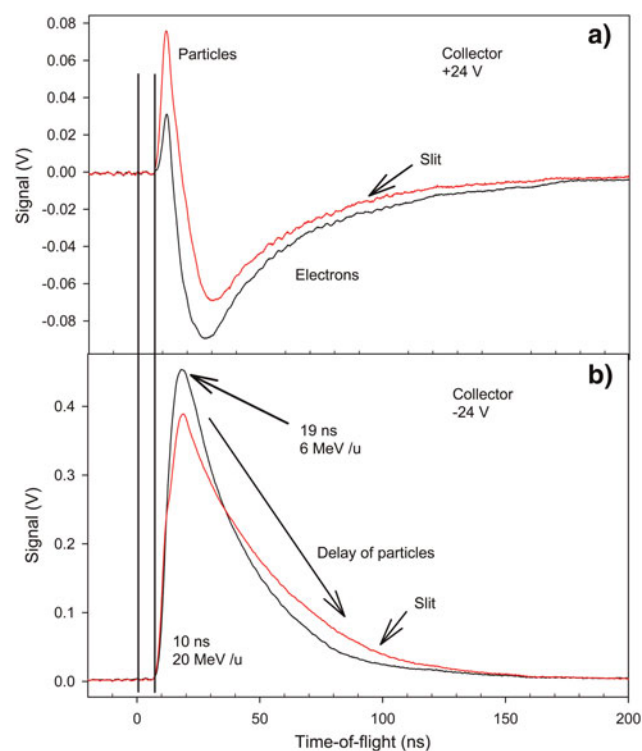 0.08
a)
Particles
Collector
+24 V
0.06
0.04
0.02
Signal (V)
0.00
Slit
-0.02
-0.04
Electrons
-0.06
-0.08
b)
Collector
-24 V
0.4
19 ns
6 MeV /u
0.3
Signal (V)
0.2
Delay of particles
Slit
0.1
10 ns
20 MeV /u
0.0
0 50 100 150 200
Time-of-flight (ns)